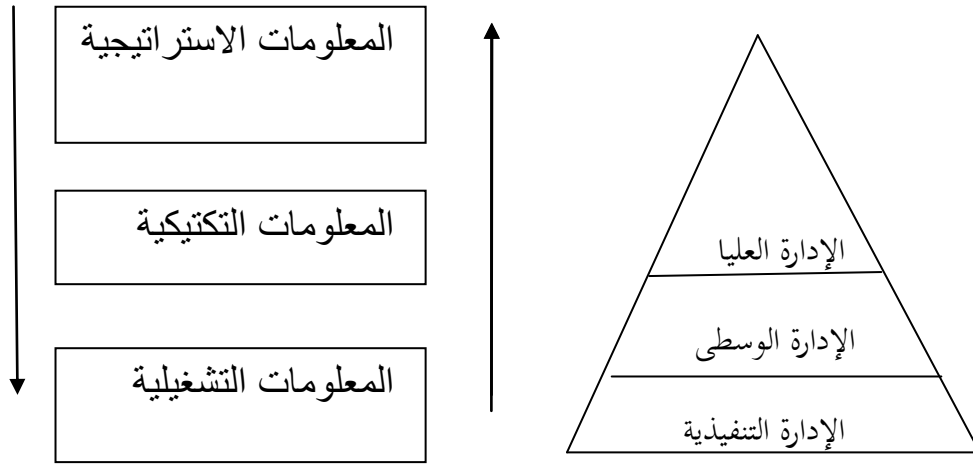 المعلومات الاستراتيجية
المعلومات التكتيكية
المعلومات التشغيلية
الإدارة العليا
الإدارة الوسطى
الإدارة التنفيذية